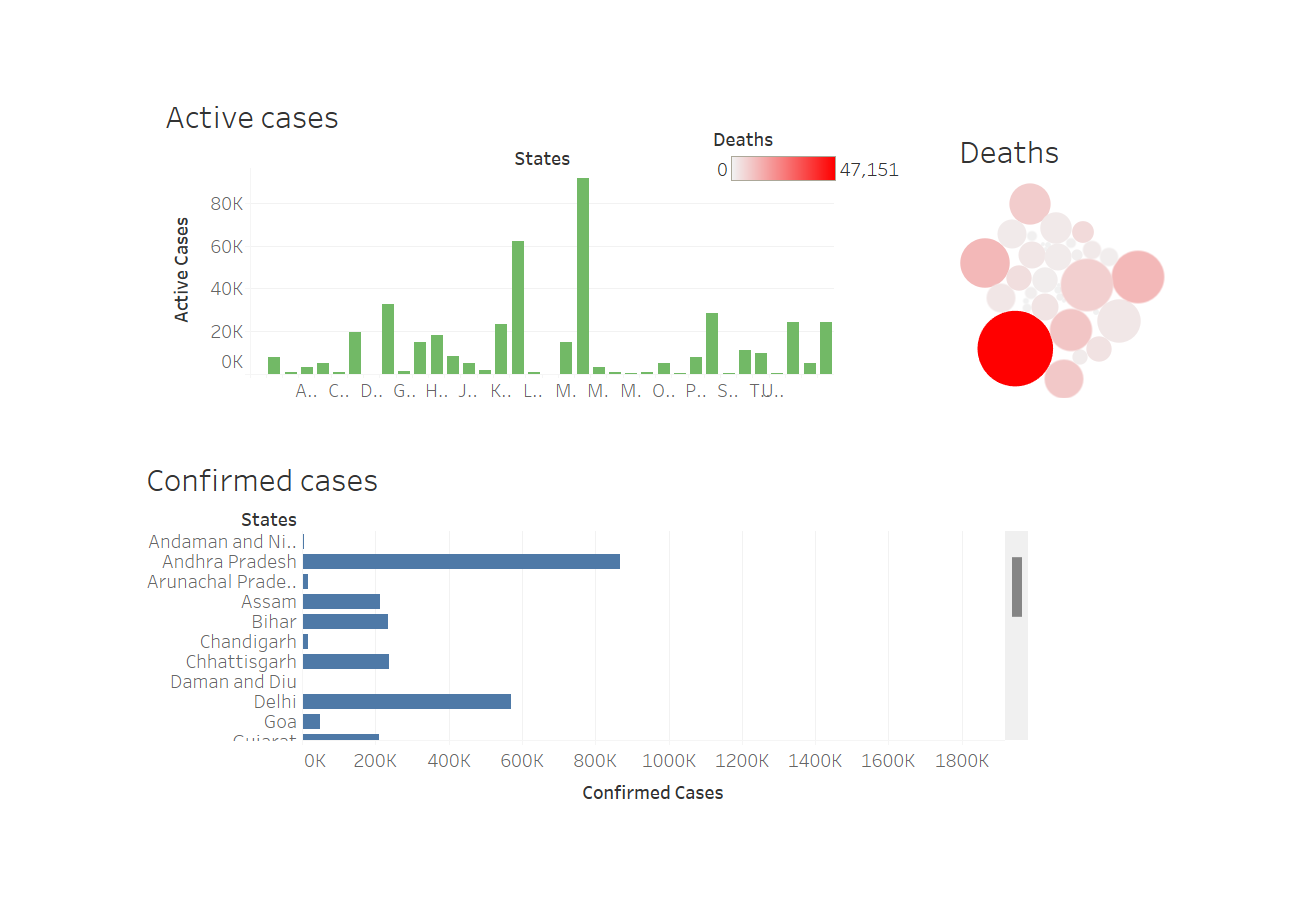 Active cases
Deaths
0 47,151
Deaths
States
Active Cases
80K
60K
40K
20K
0K
A.. C.. D.. G.. H.. J.. K.. L.. M. M. M. O.. P.. S.. T.. U..
Confirmed cases
States
Andaman and Ni..
Andhra Pradesh
Arunachal Prade..
Assam
Bihar
Chandigarh
Chhattisgarh
Daman and Diu
Delhi
Goa
Gujarat
0K 200K 400K 600K 800K 1000K 1200K 1400K 1600K 1800K
Confirmed Cases